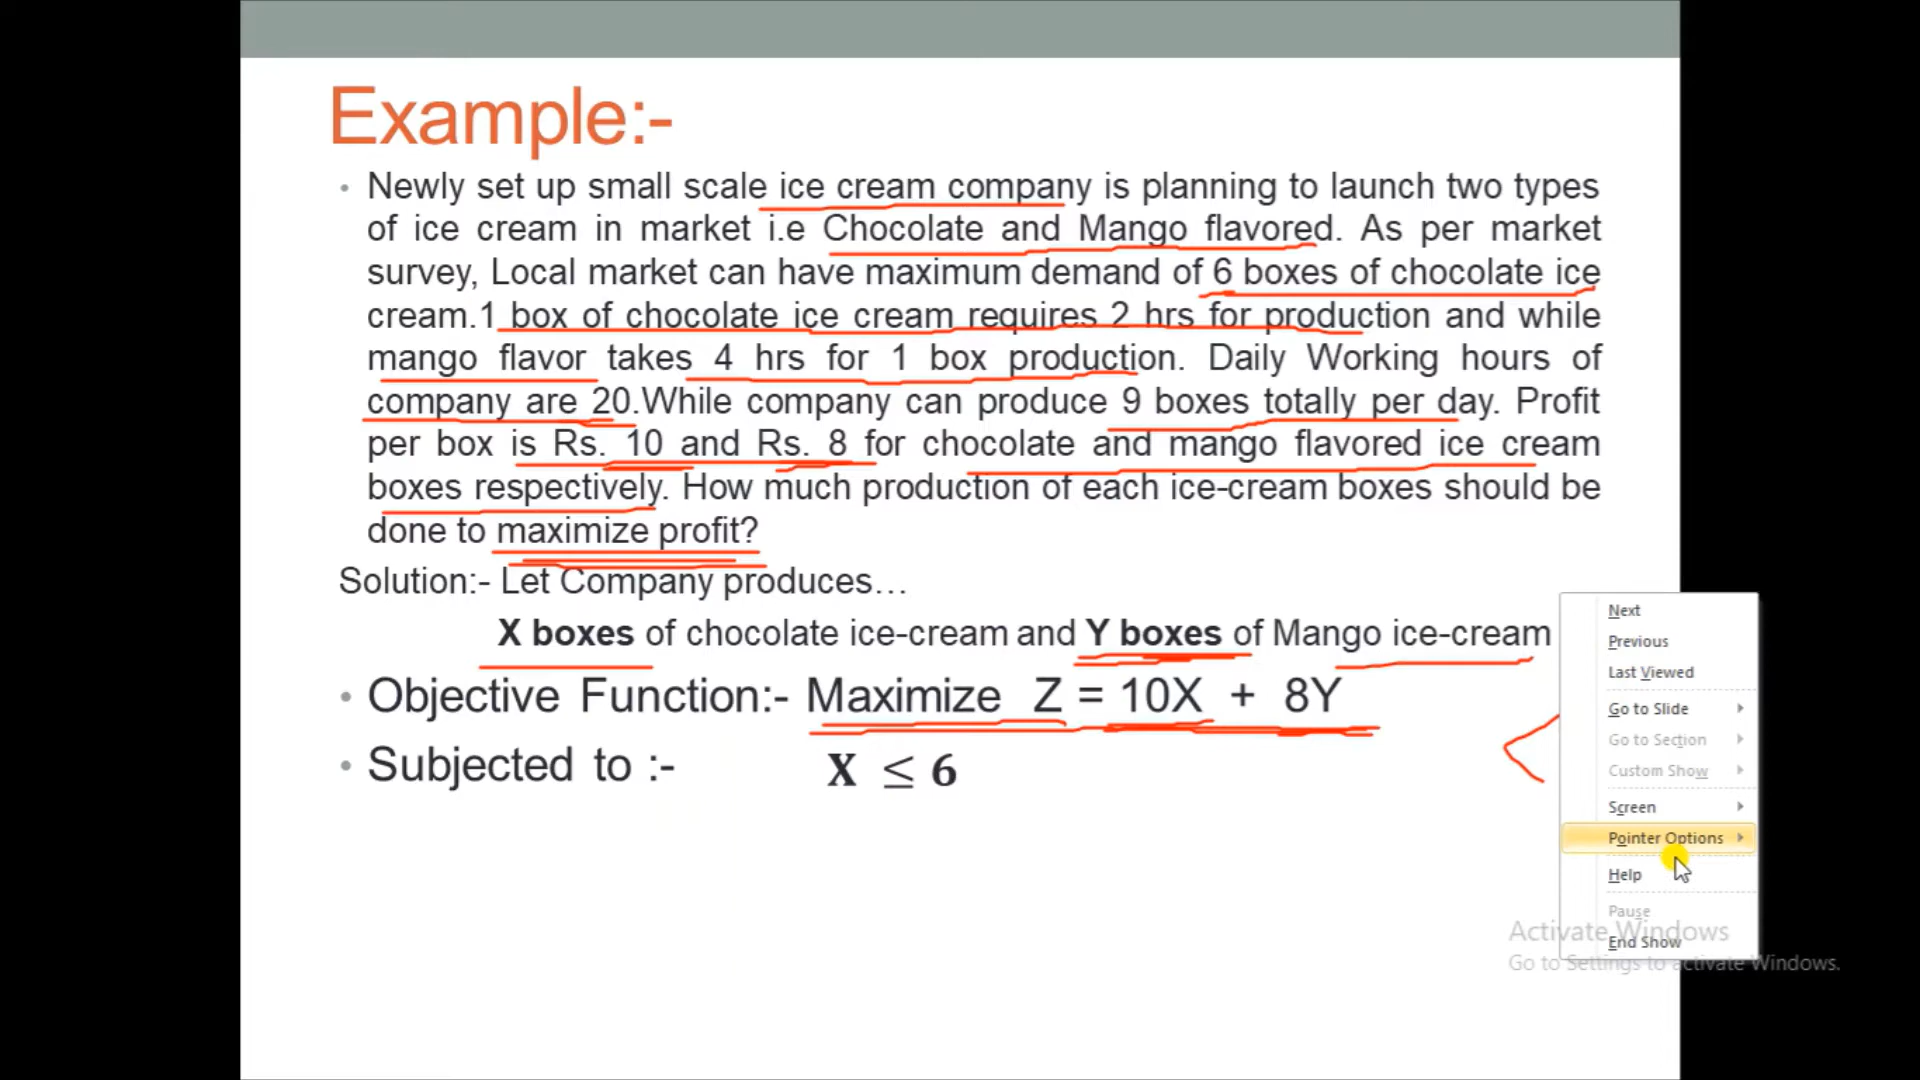 Example:-
• Newly set up small scale ice cream company is planning to launch two types
of ice cream in market i.e Chocolate and Mango flavored. As per market
survey, Local market can have maximum demand of 6 boxes of chocolate ice
cream.1 box of chocolate ice cream requires 2 hrs for production and while
mango flavor takes 4 hrs for 1 box production. Daily Working hours of
company are 20.While company can produce 9 boxes totally per day. Profit
per box is Rs. 10 and Rs. 8 for chocolate and mango flavored ice cream
boxes respectively. How much production of each ice-cream boxes should be
done to maximize profit?
Solution:- Let Company produces…
X boxes of chocolate ice-cream and Y boxes of Mango ice-cream
• Objective Function:- Maximize Z = 10X + 8Y
• Subjected to :- X ≤ 6
Next
Previous
Last Viewed
Go to Slide
Go to Section
Custom Show
Screen
Pointer Options
Help
Pause
End Show
Activate Windows
Go to Settings to activate Windows.